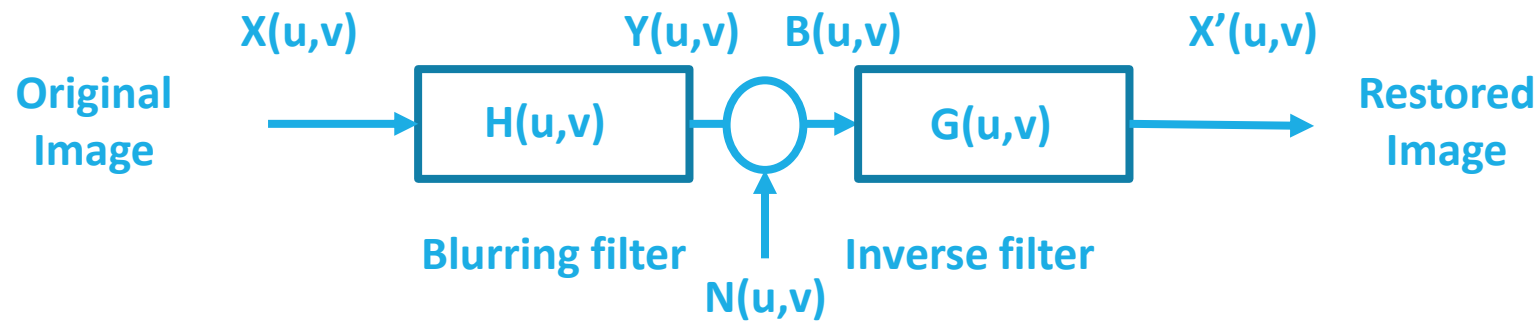 X(u,v) Y(u,v) B(u,v) X’(u,v)
Original
Image
H(u,v)
G(u,v)
Restored
Image
Blurring filter
Inverse filter
N(u,v)